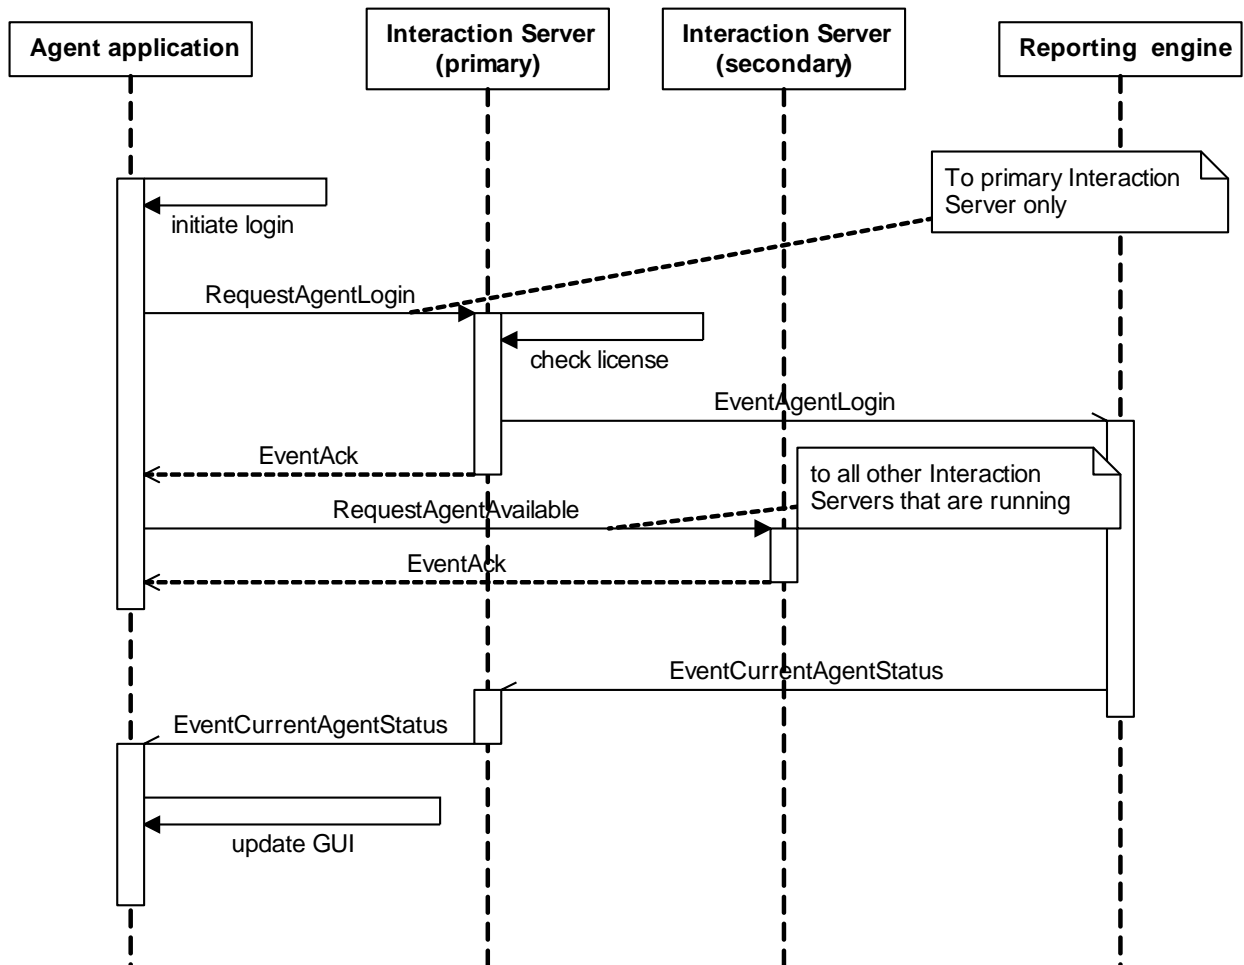 Agent application
Interaction Server
(primary)
Interaction Server
(secondary)
Reporting engine
To primary Interaction
Server only
initiate login
RequestAgentLogin
check license
EventAgentLogin
EventAck
to all other Interaction
Servers that are running
RequestAgentAvailable
EventAck
EventCurrentAgentStatus
EventCurrentAgentStatus
update GUI